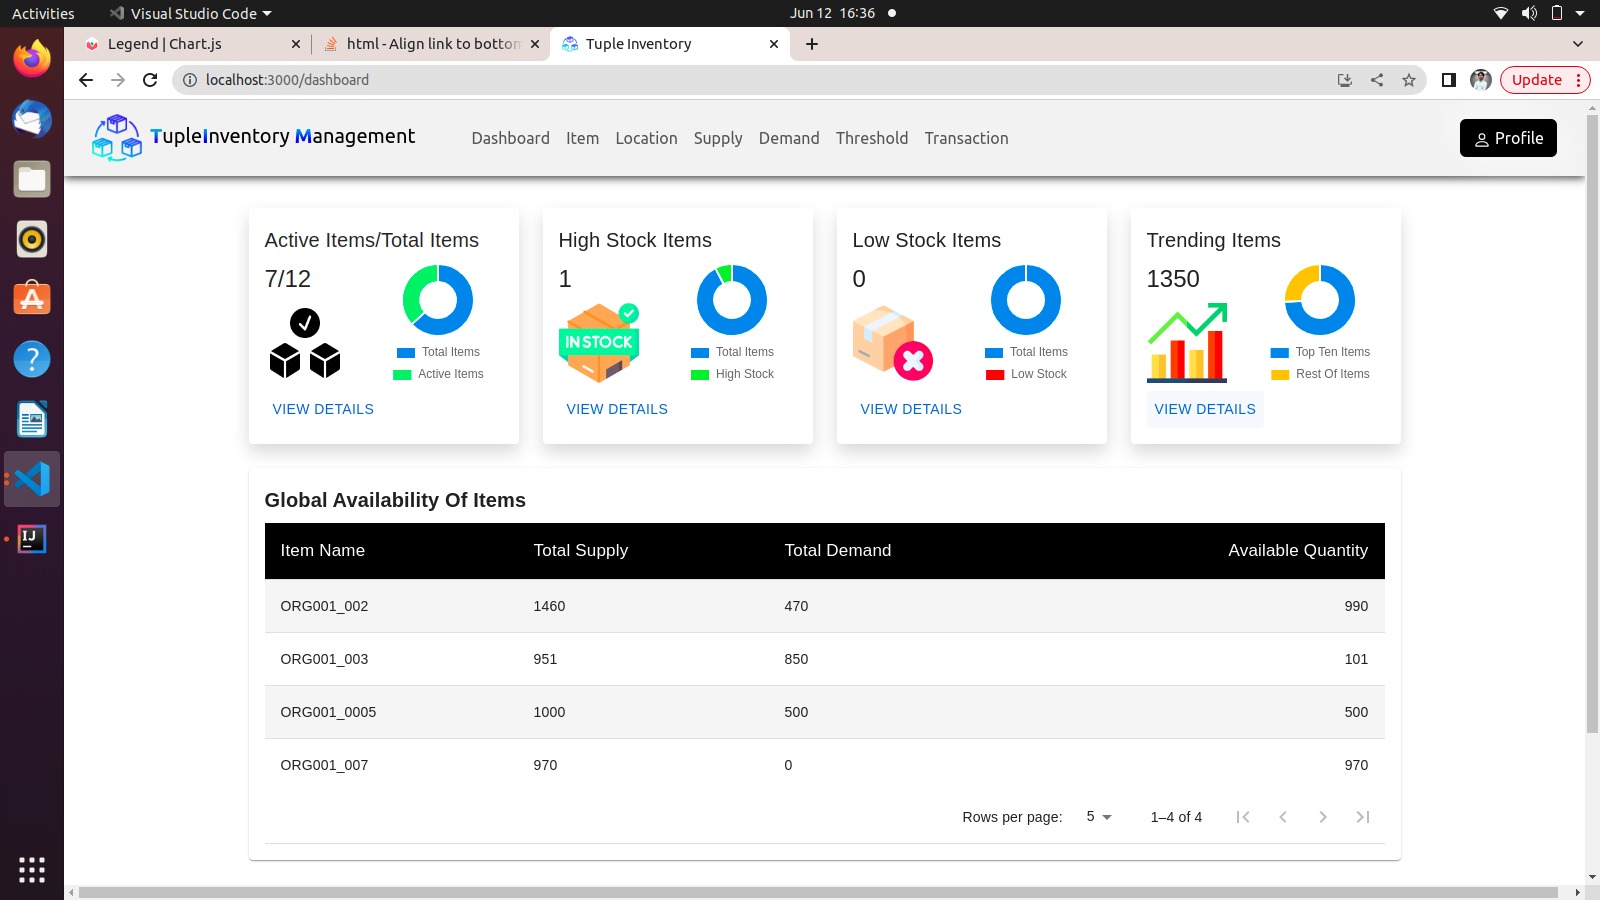 Activities
Visual Studio Code
Jun 12 16:36
Legend | Chart.js
html - Align link to bottom
Tuple Inventory
localhost:3000/dashboard
Update
TupleInventory Management
Dashboard Item Location Supply Demand Threshold Transaction
Profile
Active Items/Total Items
7/12
Total Items
Active Items
VIEW DETAILS
High Stock Items
1
IN STOCK
Total Items
High Stock
VIEW DETAILS
Low Stock Items
0
Total Items
Low Stock
VIEW DETAILS
Trending Items
1350
Top Ten Items
Rest Of Items
VIEW DETAILS
Global Availability Of Items
Item Name Total Supply Total Demand Available Quantity
ORG001_002 1460 470 990
ORG001_003 951 850 101
ORG001_0005 1000 500 500
ORG001_007 970 0 970
Rows per page: 5 1–4 of 4
IJ